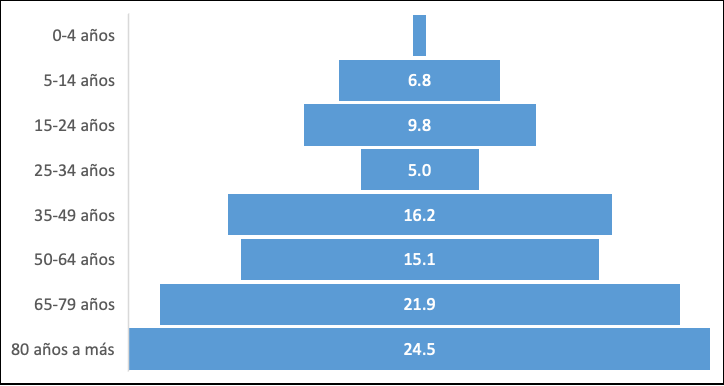 0-4 años
5-14 años 6.8
15-24 años 9.8
25-34 años 5.0
35-49 años 16.2
50-64 años 15.1
65-79 años 21.9
80 años a más 24.5